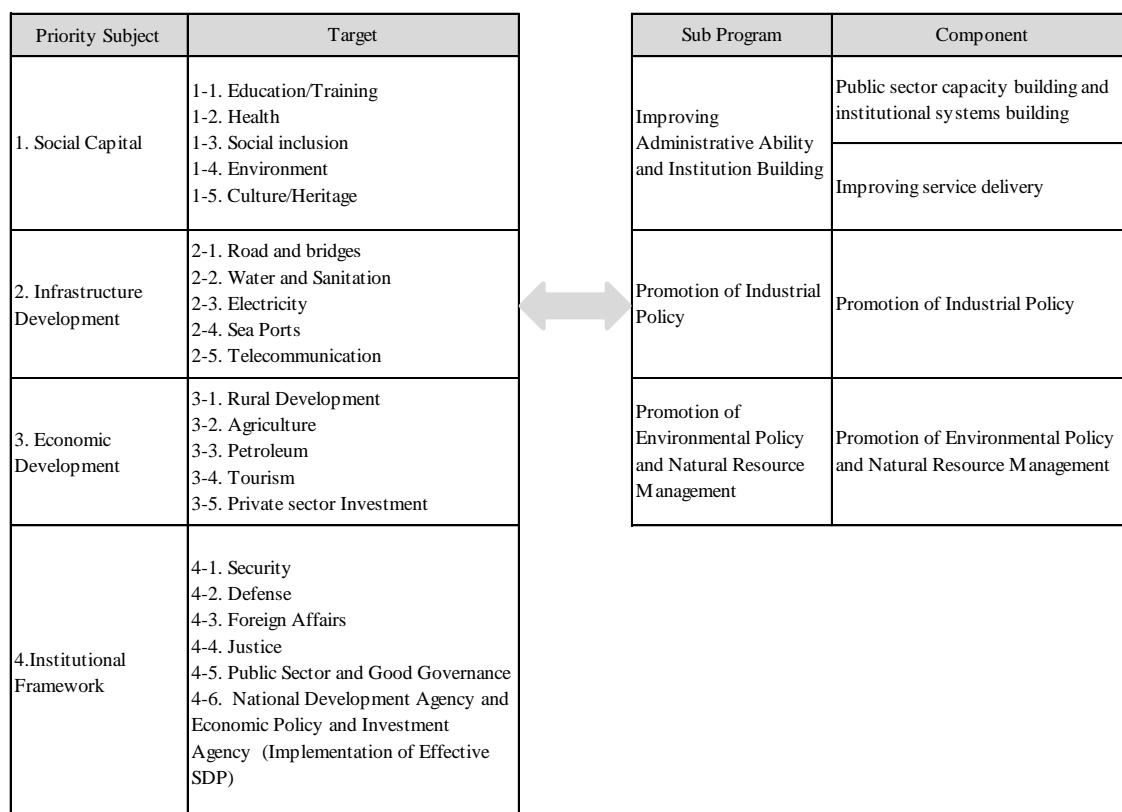 Priority Subject
Target
1. Social Capital
1-1. Education/Training
1-2. Health
1-3. Social inclusion
1-4. Environment
1-5. Culture/Heritage
2. Infrastructure
Development
2-1. Road and bridges
2-2. Water and Sanitation
2-3. Electricity
2-4. Sea Ports
2-5. Telecommunication
3. Economic
Development
3-1. Rural Development
3-2. Agriculture
3-3. Petroleum
3-4. Tourism
3-5. Private sector Investment
4.Institutional
Framework
4-1. Security
4-2. Defense
4-3. Foreign Affairs
4-4. Justice
4-5. Public Sector and Good Governance
4-6. National Development Agency and
Economic Policy and Investment
Agency (Implementation of Effective
SDP)
Sub Program
Component
Improving
Administrative Ability
and Institution Building
Public sector capacity building and
institutional systems building
Improving service delivery
Promotion of Industrial
Policy
Promotion of Industrial Policy
Promotion of
Environmental Policy
and Natural Resource
Management
Promotion of Environmental Policy
and Natural Resource Management